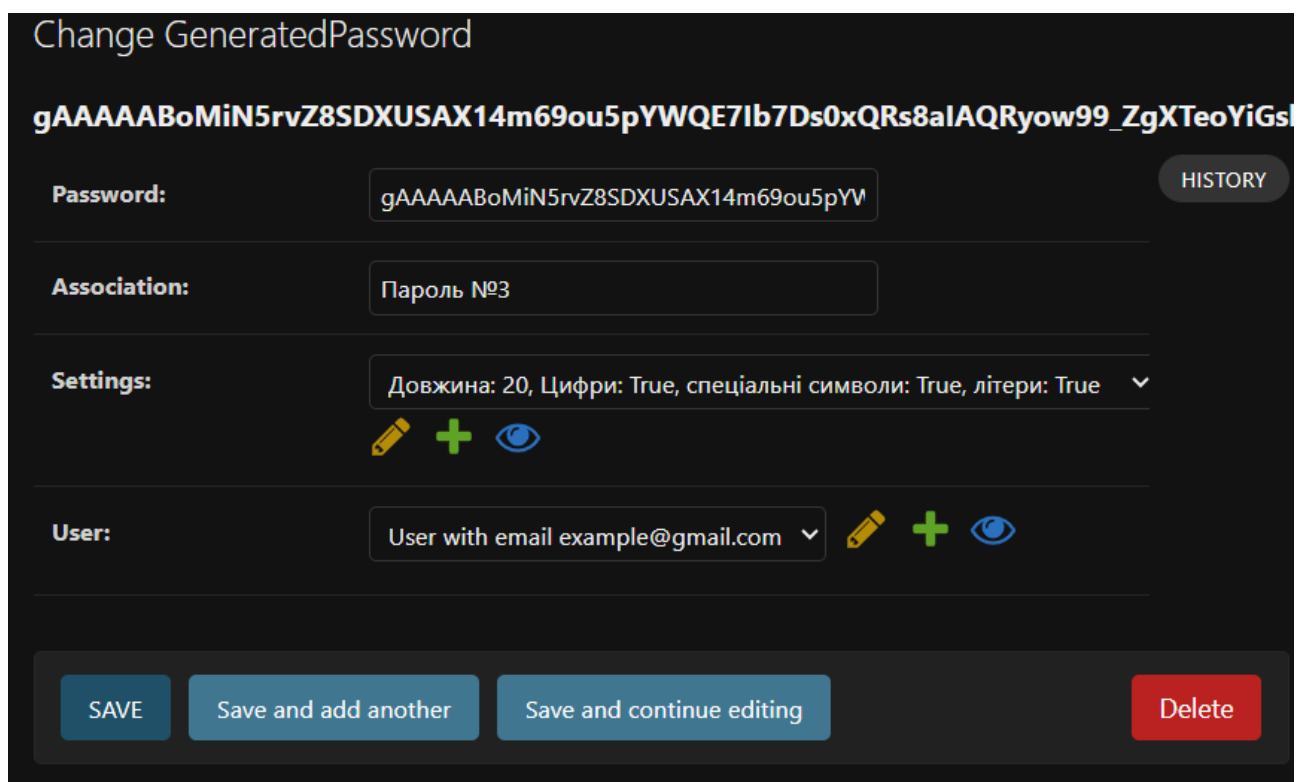 Change GeneratedPassword
gAAAAABoMiN5rvZ8SDXUSAX14m69ou5pYWQE7Ib7Ds0xQRs8aIAQRyow99_ZgXTeoYiGsl
HISTORY
Password: gAAAAABoMiN5rvZ8SDXUSAX14m69ou5pYW
Association: Пароль №3
Settings: Довжина: 20, Цифри: True, спеціальні символи: True, літери: True
User: User with email example@gmail.com
SAVE Save and add another Save and continue editing Delete